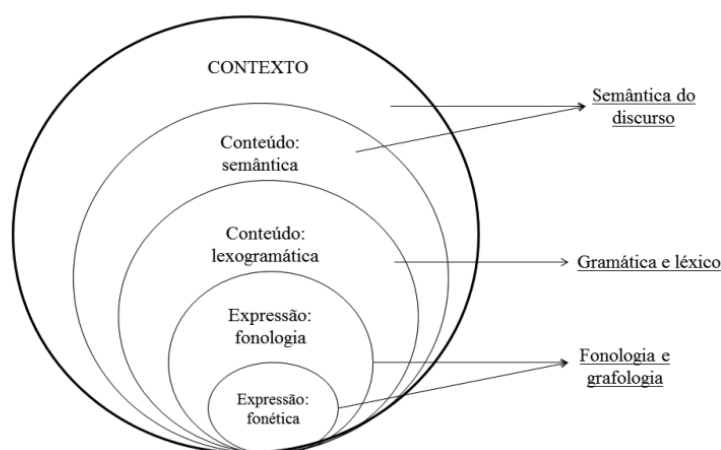 CONTEXTO
Semântica do
discurso
Conteúdo:
semântica
Conteúdo:
lexogramática
Gramática e léxico
Expressão:
fonologia
Fonologia e
grafologia
Expressão:
fonética